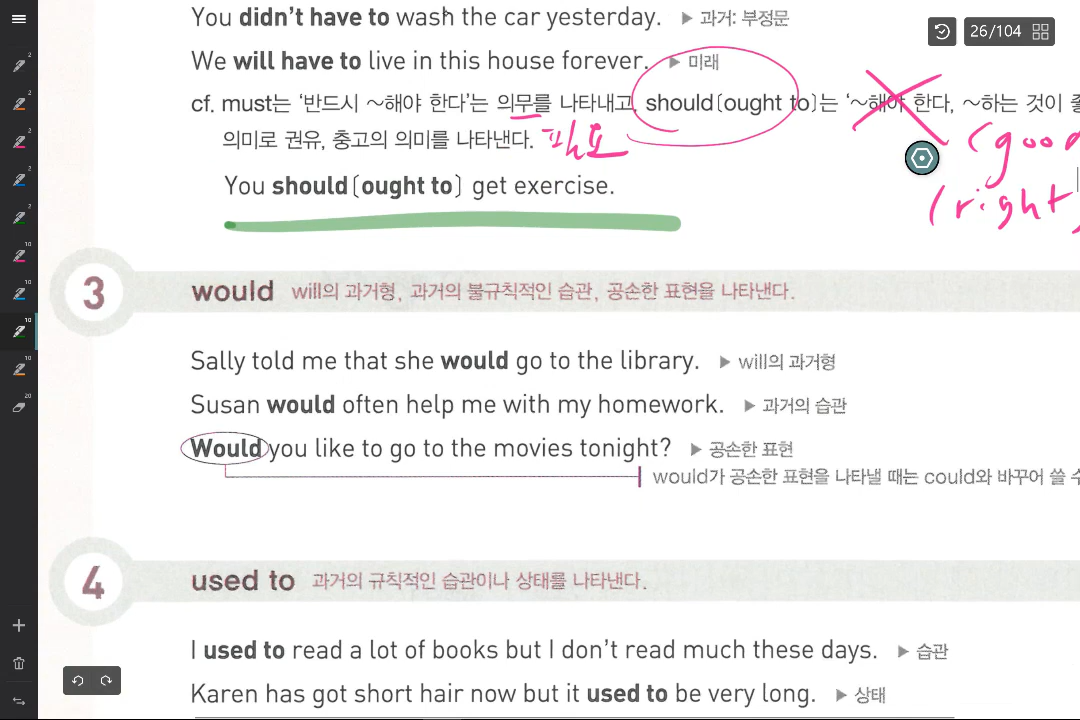 You didn't have to wash the car yesterday. ▶ 과거: 부정문
26/104
We will have to live in this house forever. ▶ 미래
cf. must는 '반드시 ~해야 한다'는 의무를 나타내고, should[ought to]는 '~해야 한다, ~하는 것이 좋
의미로 권유, 충고의 의미를 나타낸다. 필요
(good
(right)
You should[ought to] get exercise.
3 would will의 과거형, 과거의 불규칙적인 습관, 공손한 표현을 나타낸다.
Sally told me that she would go to the library. ▶ will의 과거형
Susan would often help me with my homework. ▶ 과거의 습관
Would you like to go to the movies tonight? ▶ 공손한 표현
would가 공손한 표현을 나타낼 때는 could와 바꾸어 쓸 수
4 used to 과거의 규칙적인 습관이나 상태를 나타낸다.
I used to read a lot of books but I don't read much these days. ▶ 습관
Karen has got short hair now but it used to be very long. ▶ 상태